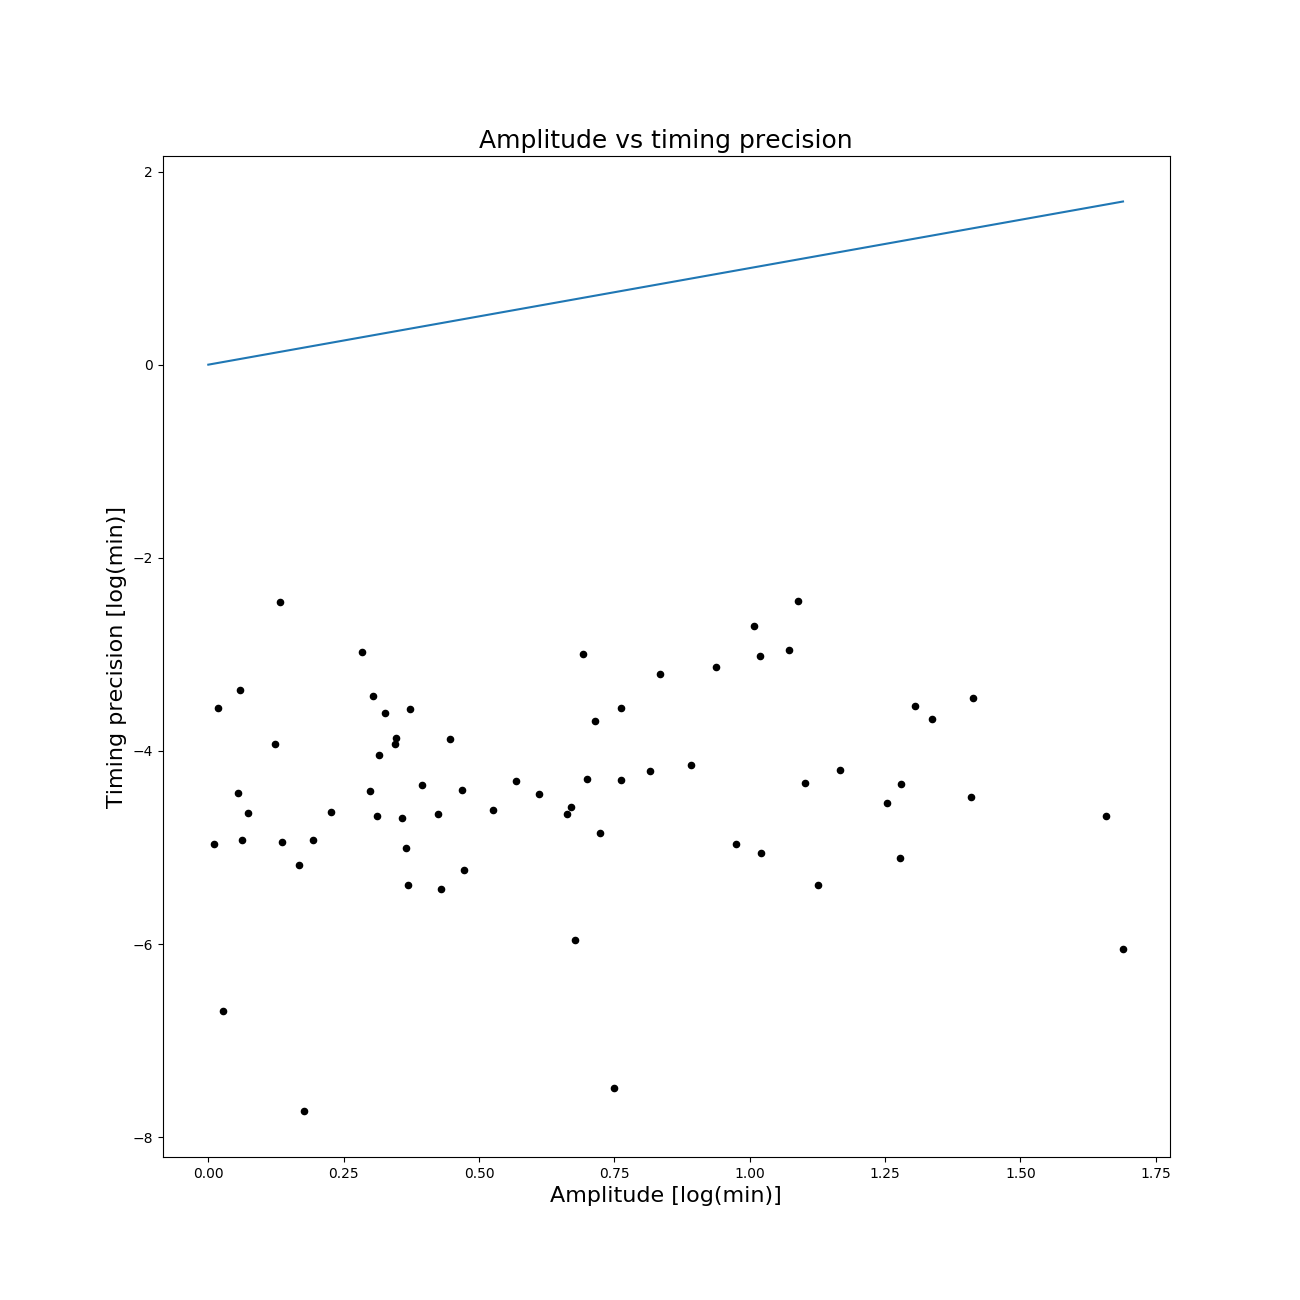 Amplitude vs timing precision
2
0
−2
−4
−6
−8
Timing precision [log(min)]
0.00 0.25 0.50 0.75 1.00 1.25 1.50 1.75
Amplitude [log(min)]